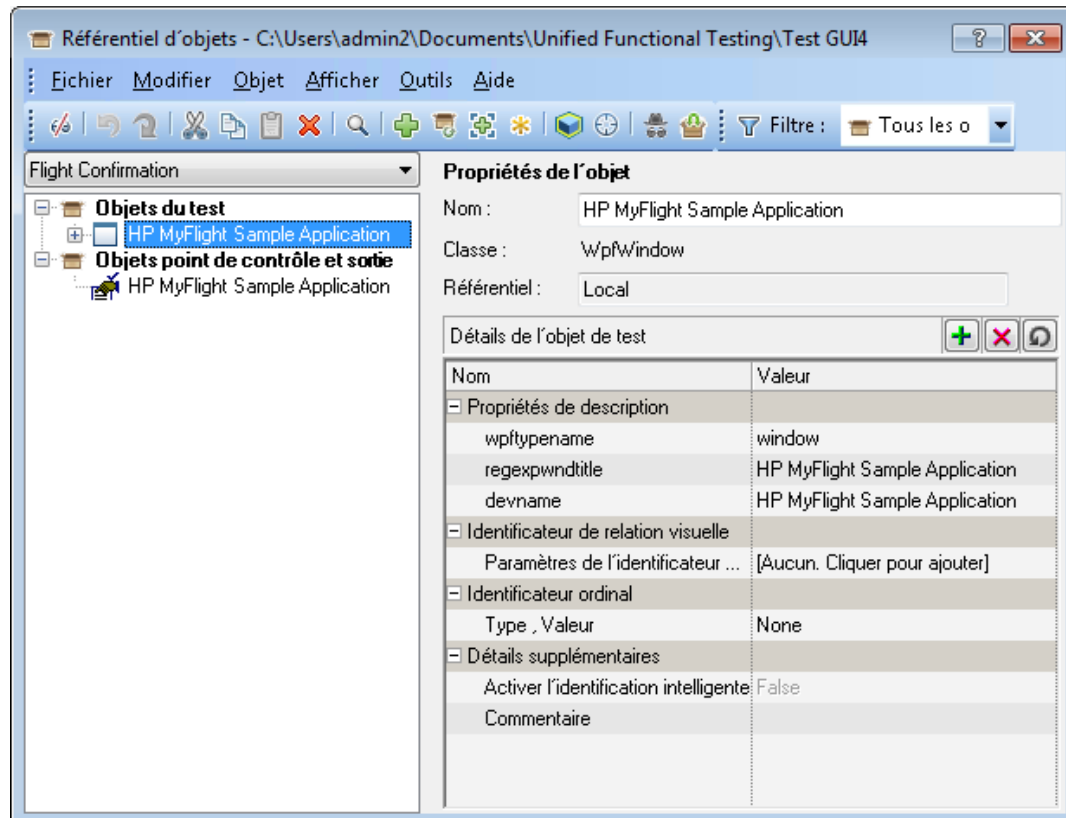 Référentiel d´objets - C:\Users\admin2\Documents\Unified Functional Testing\Test GUI4
Fichier Modifier Objet Afficher Outils Aide
Filtre : Tous les o
Flight Confirmation
Objets du test
HP MyFlight Sample Application
Objets point de contrôle et sortie
HP MyFlight Sample Application
Propriétés de l´objet
Nom : HP MyFlight Sample Application
Classe : WpfWindow
Référentiel : Local
Détails de l´objet de test
Nom Valeur
Propriétés de description
wpftypename window
regexpwndtitle HP MyFlight Sample Application
devname HP MyFlight Sample Application
Identificateur de relation visuelle
Paramètres de l´identificateur ... [Aucun. Cliquer pour ajouter]
Identificateur ordinal
Type , Valeur None
Détails supplémentaires
Activer l´identification intelligente False
Commentaire